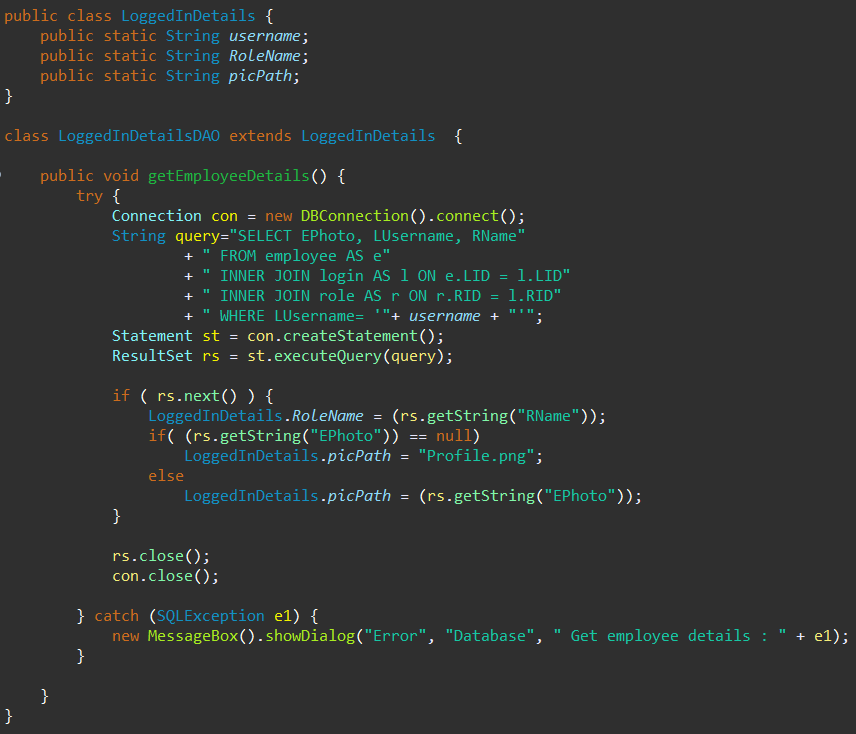 public class LoggedInDetails {
    public static String username;
    public static String RoleName;
    public static String picPath;
}
class LoggedInDetailsDAO extends LoggedInDetails  {
    public void getEmployeeDetails() {
        try {
            Connection con = new DBConnection().connect();
            String query="SELECT EPhoto, LUsername, RName"
                    + " FROM employee AS e"
                    + " INNER JOIN login AS l ON e.LID = l.LID"
                    + " INNER JOIN role AS r ON r.RID = l.RID"
                    + " WHERE LUsername= '"+ username + "'";
            Statement st = con.createStatement();
            ResultSet rs = st.executeQuery(query);
            if ( rs.next() ) {
                LoggedInDetails.RoleName = (rs.getString("RName"));
                if( (rs.getString("EPhoto")) == null)
                    LoggedInDetails.picPath = "Profile.png";
                else
                    LoggedInDetails.picPath = (rs.getString("EPhoto"));
            }
            rs.close();
            con.close();
        } catch (SQLException e1) {
            new MessageBox().showDialog("Error", "Database", " Get employee details : " + e1);
        }
    }
}